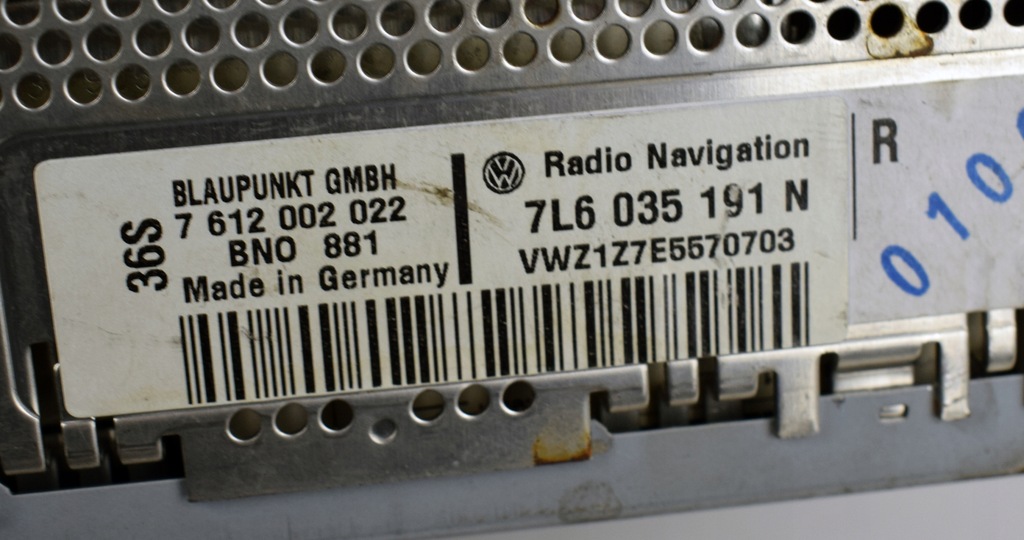 BLAUPUNKT GMBH
7 612 002 022
BNO 881
Made in Germany
36S
Radio Navigation
7L6 035 191 N
VWZ1Z7E5570703
R
010